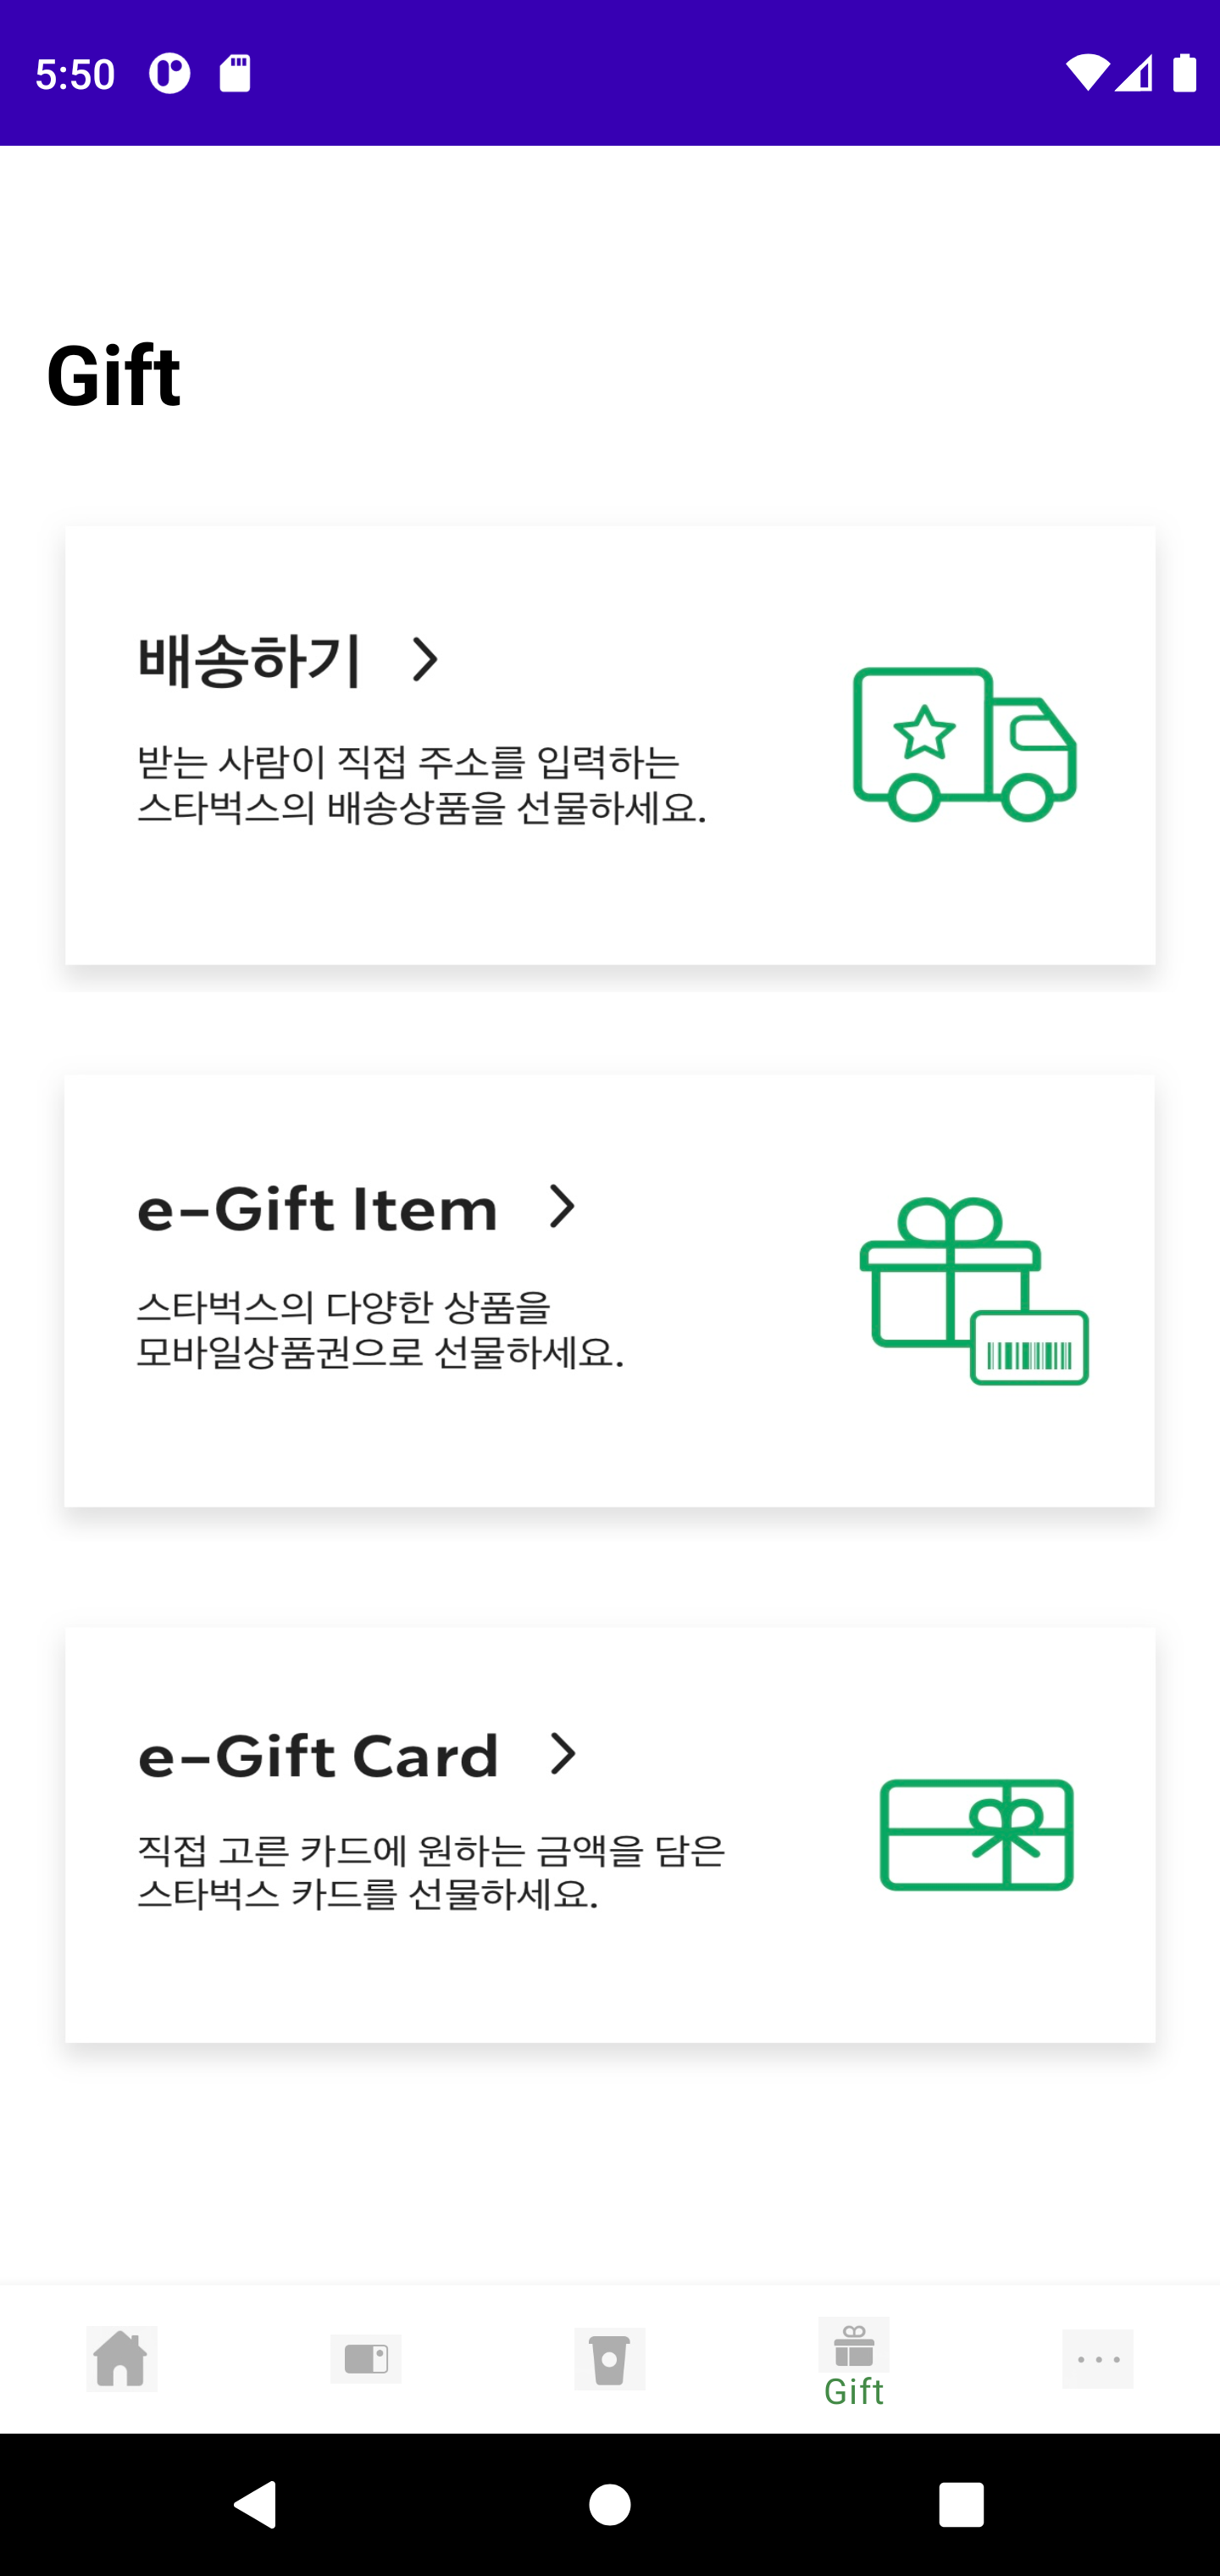 5:50
Gift
배송하기
받는 사람이 직접 주소를 입력하는
스타벅스의 배송상품을 선물하세요.
e-Gift Item
스타벅스의 다양한 상품을
모바일상품권으로 선물하세요.
e-Gift Card
직접 고른 카드에 원하는 금액을 담은
스타벅스 카드를 선물하세요.
Gift